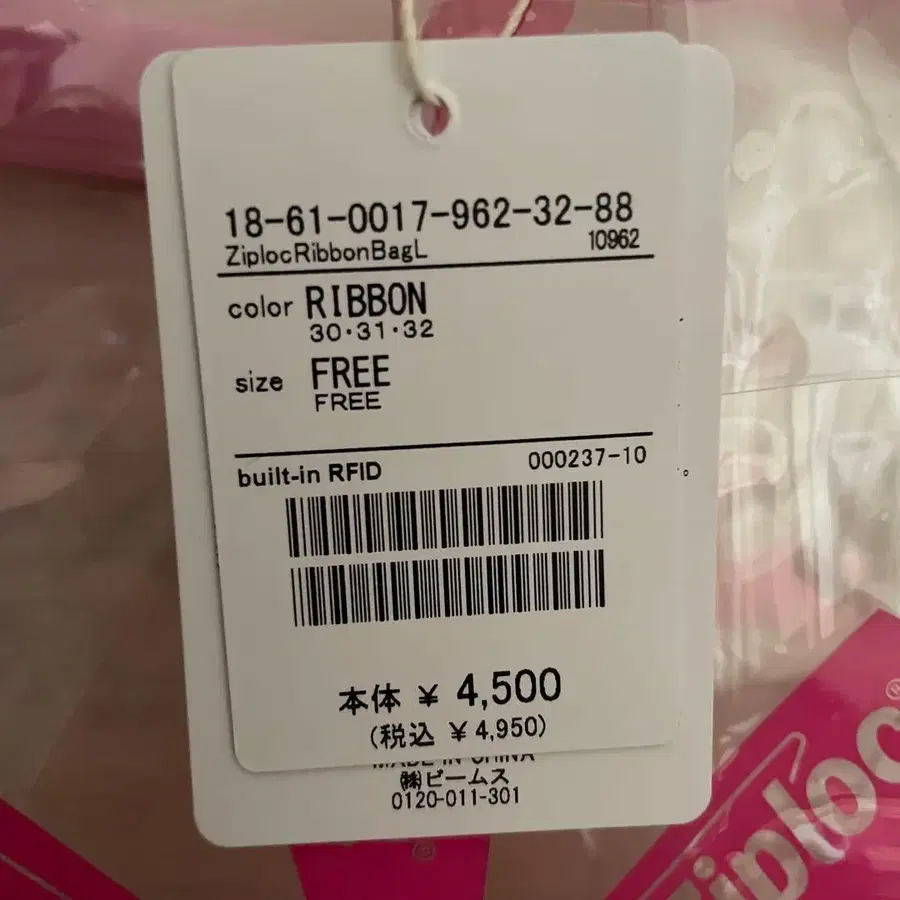 18-61-0017-962-32-88
ZiplocRibbonBagL 10962
color RIBBON
30·31·32
size FREE
FREE
built-in RFID 000237-10
本体 ¥ 4,500
(税込 ¥4,950)
MADE IN CHINA
㈱ビームス
0120-011-301
Ziploc®